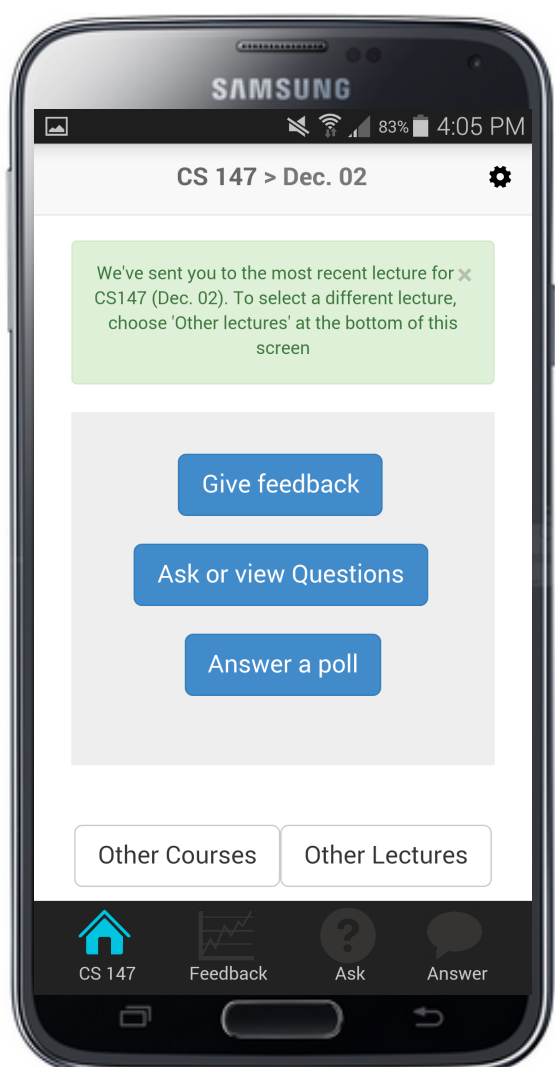 SAMSUNG
83% 4:05 PM
CS 147 > Dec. 02
We've sent you to the most recent lecture for ×
CS147 (Dec. 02). To select a different lecture,
choose 'Other lectures' at the bottom of this
screen
Give feedback
Ask or view Questions
Answer a poll
Other Courses Other Lectures
?
CS 147 Feedback Ask Answer